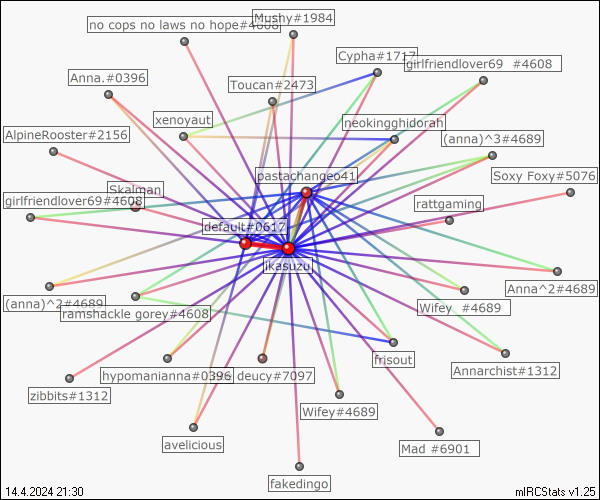 no cops no laws no hope#4608
Mushy#1984
Cypha#1717
girlfriendlover69 #4608
Anna.#0396
Toucan#2473
xenoyaut
neokingghidorah
AlpineRooster#2156
(anna)^3#4689
pastachangeo41
Soxy Foxy#5076
Skalman
girlfriendlover69#4608
rattgaming
default#0617
ikasuzu
(anna)^2#4689
ramshackle gorey#4608
Wifey #4689
Anna^2#4689
frisout
Annarchist#1312
hypomanianna#0396
deucy#7097
zibbits#1312
Wifey#4689
avelicious
Mad #6901
fakedingo
14.4.2024 21:30
mIRCStats v1.25